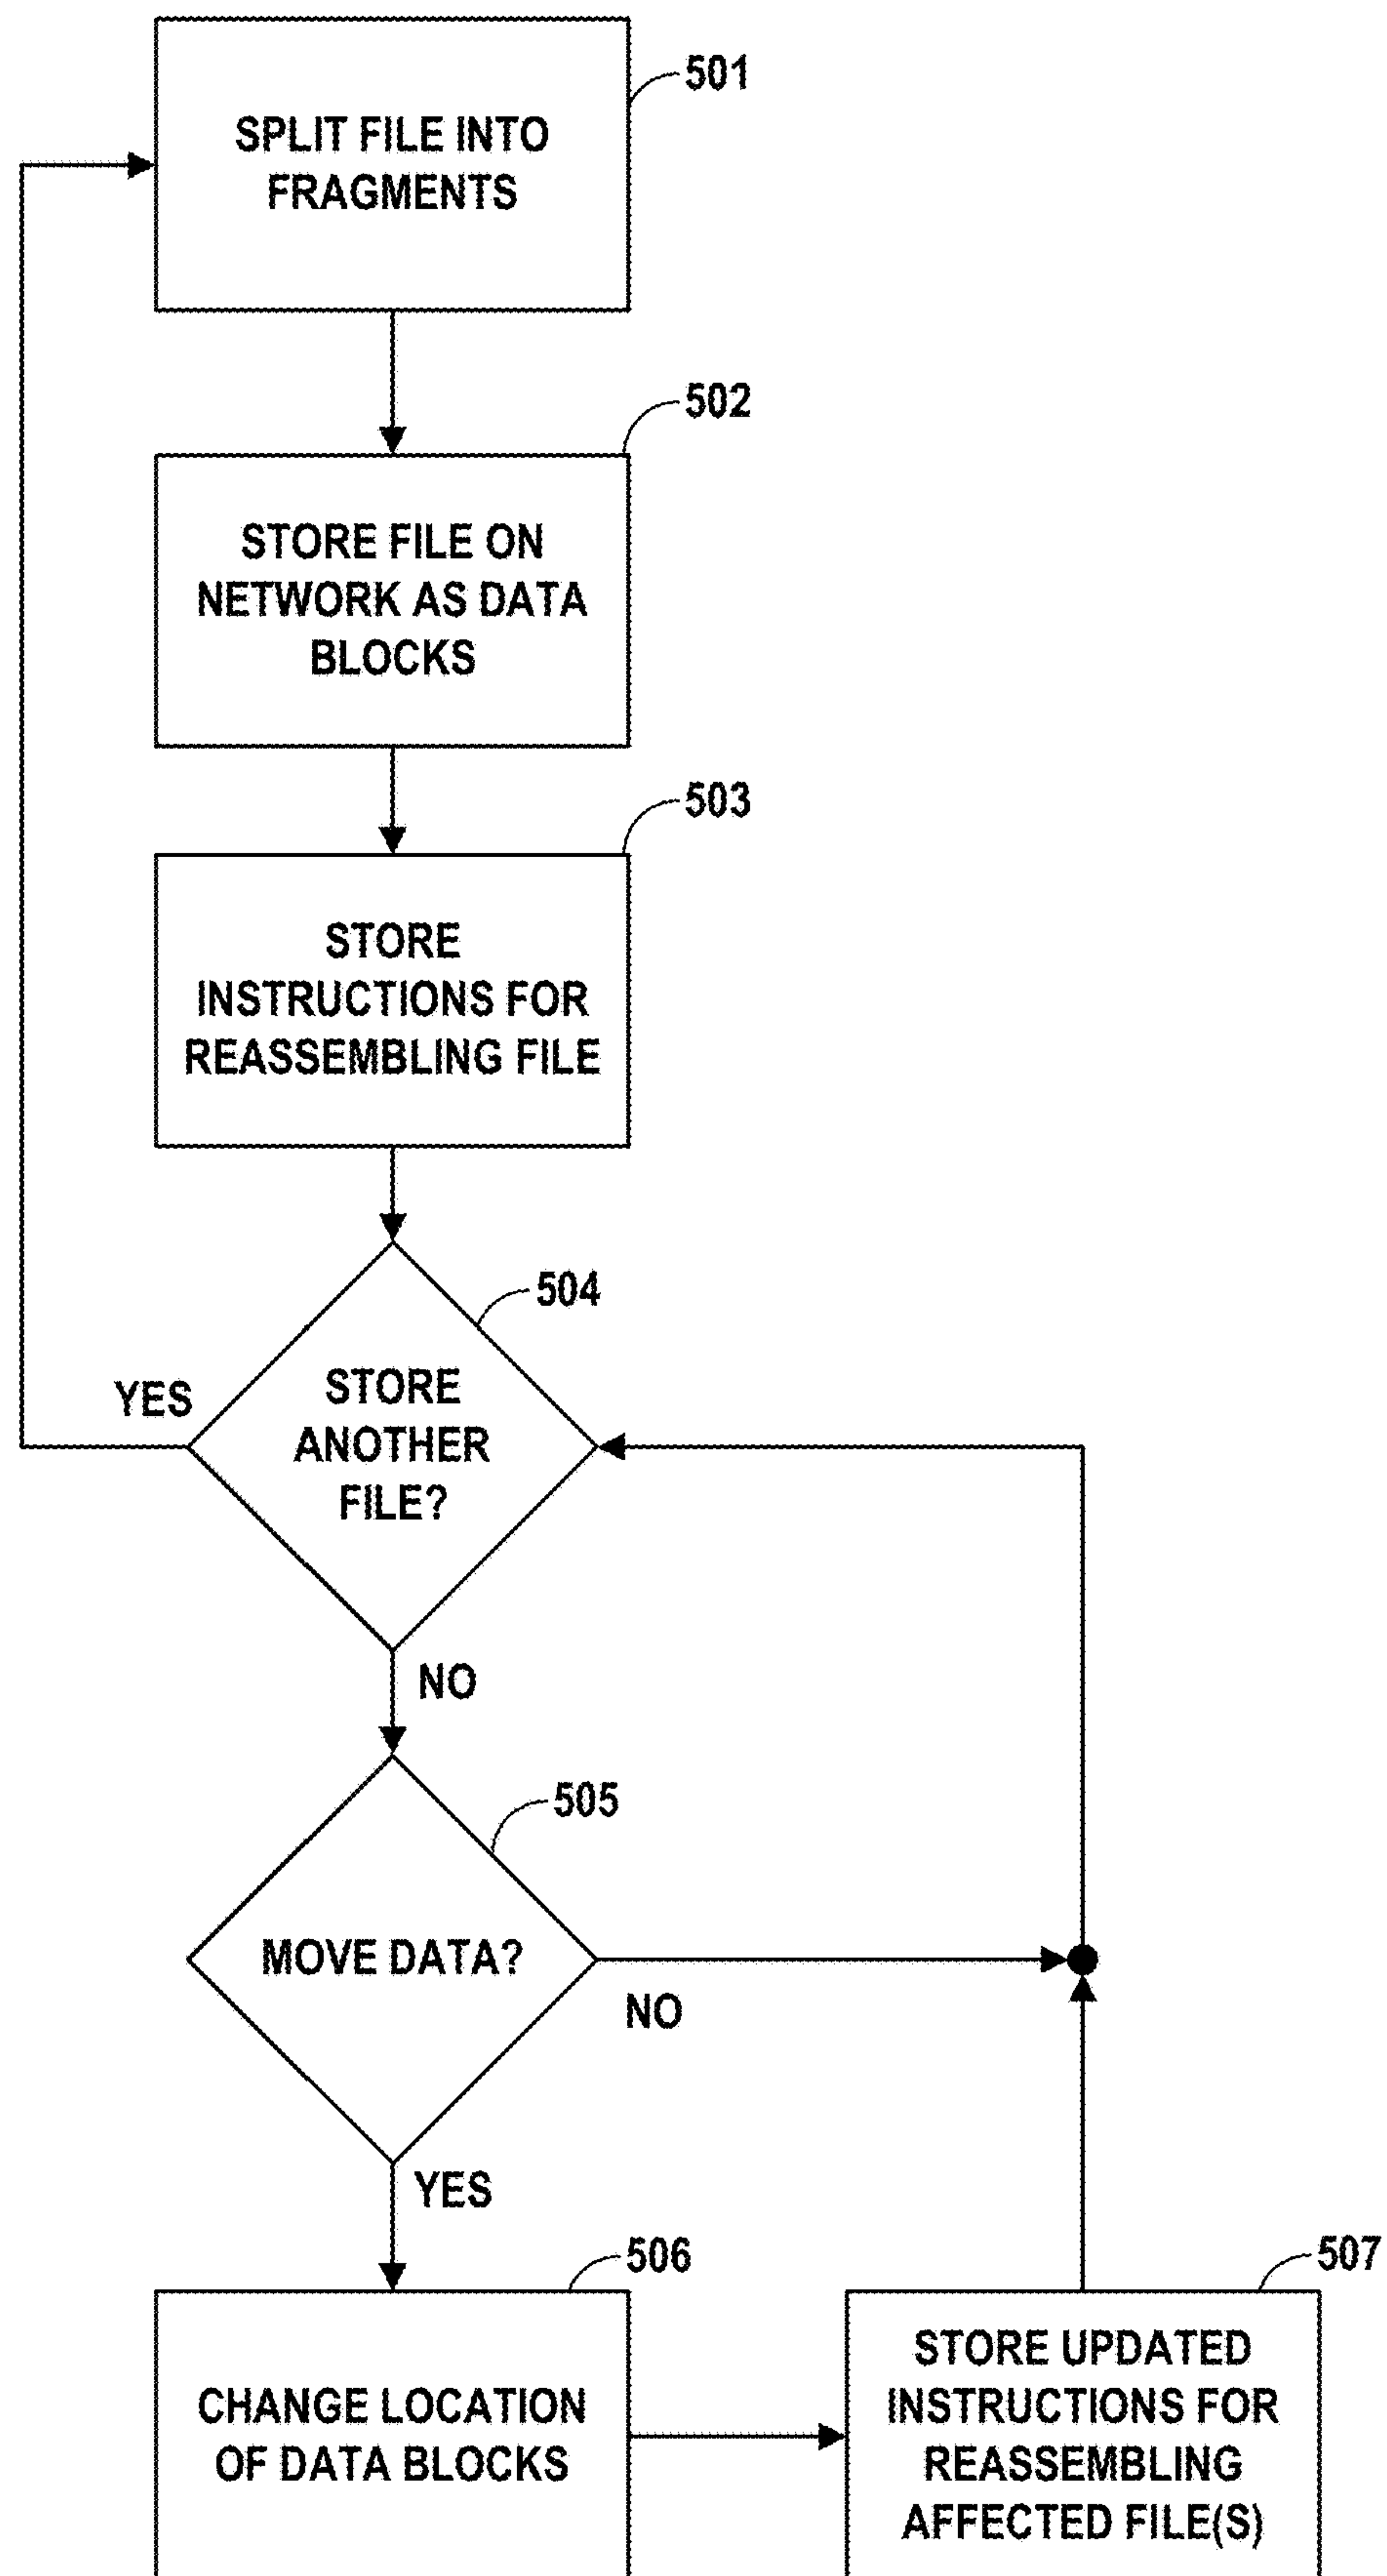 501
SPLIT FILE INTO
FRAGMENTS
502
STORE FILE ON
NETWORK AS DATA
BLOCKS
503
STORE
INSTRUCTIONS FOR
REASSEMBLING FILE
504
YES
STORE
ANOTHER
FILE?
NO
505
MOVE DATA?
NO
YES
506
507
CHANGE LOCATION
OF DATA BLOCKS
STORE UPDATED
INSTRUCTIONS FOR
REASSEMBLING
AFFECTED FILE(S)